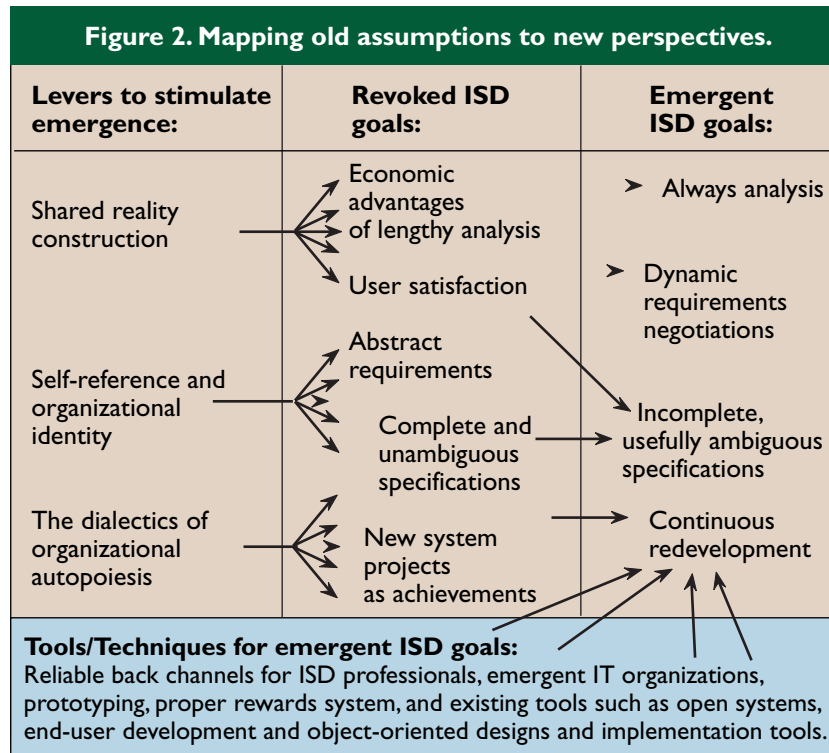 Figure 2. Mapping old assumptions to new perspectives.
Levers to stimulate
emergence:
Shared reality
construction
Self-reference and
organizational
identity
The dialectics of
organizational
autopoiesis
Revoked ISD
goals:
Economic
advantages
of lengthy analysis
User satisfaction
Abstract
requirements
Complete and
unambiguous
specifications
New system
projects
as achievements
Emergent
ISD goals:
Always analysis
Dynamic
requirements
negotiations
Incomplete,
usefully ambiguous
specifications
Continuous
redevelopment
Tools/Techniques for emergent ISD goals:
Reliable back channels for ISD professionals, emergent IT organizations,
prototyping, proper rewards system, and existing tools such as open systems,
end-user development and object-oriented designs and implementation tools.